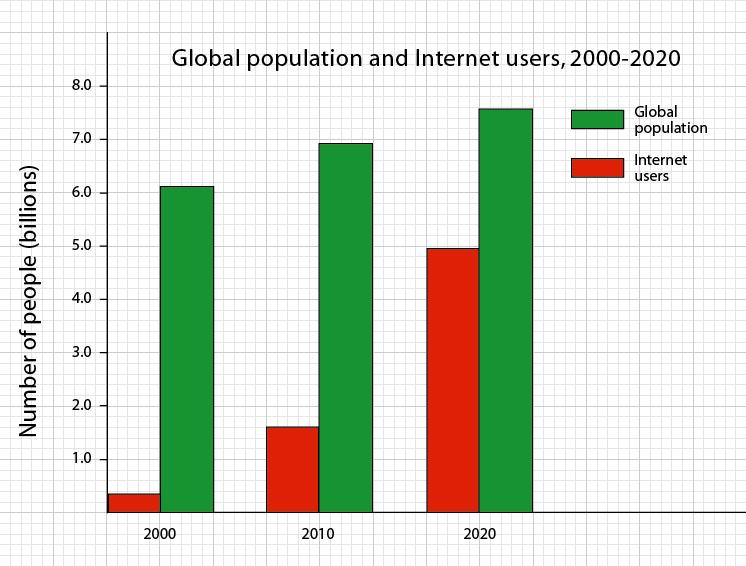 Global population and Internet users, 2000-2020
Number of people (billions)
8.0
7.0
6.0
5.0
4.0
3.0
2.0
1.0
2000
2010
2020
Global
population
Internet
users